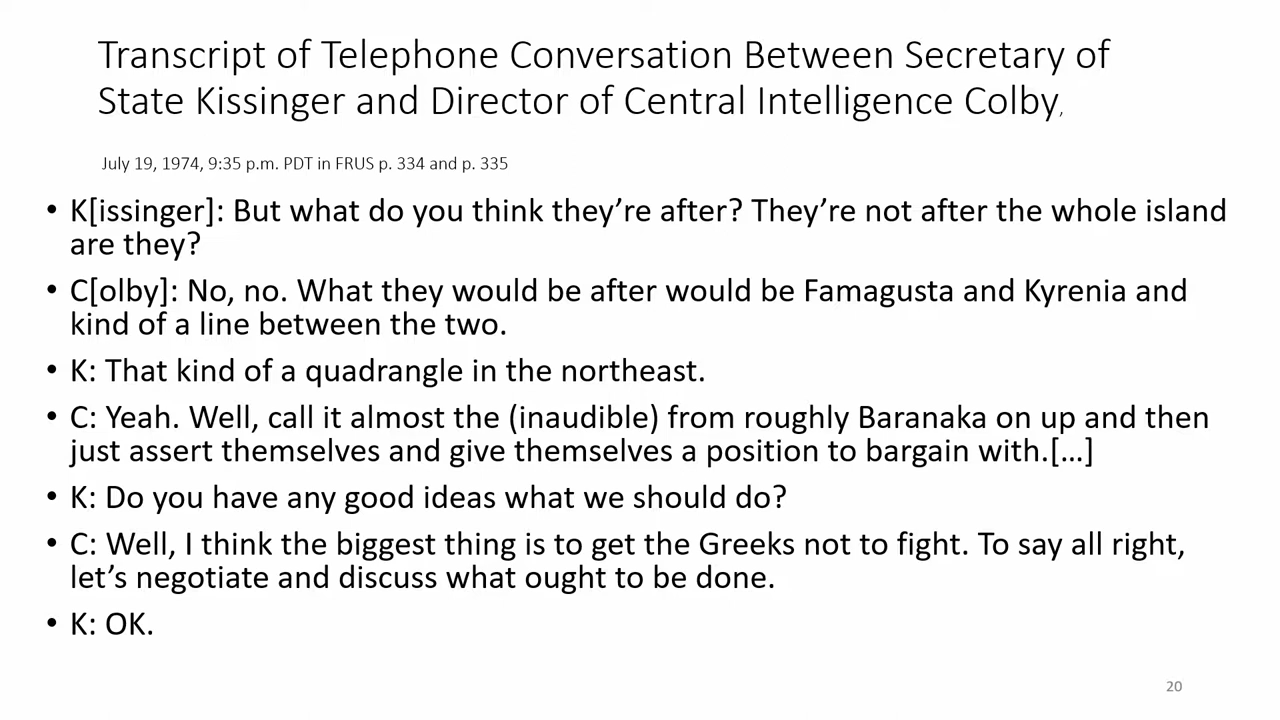 Transcript of Telephone Conversation Between Secretary of
State Kissinger and Director of Central Intelligence Colby,
July 19, 1974, 9:35 p.m. PDT in FRUS p. 334 and p. 335
• K[issinger]: But what do you think they’re after? They’re not after the whole island
are they?
• C[olby]: No, no. What they would be after would be Famagusta and Kyrenia and
kind of a line between the two.
• K: That kind of a quadrangle in the northeast.
• C: Yeah. Well, call it almost the (inaudible) from roughly Baranaka on up and then
just assert themselves and give themselves a position to bargain with.[…]
• K: Do you have any good ideas what we should do?
• C: Well, I think the biggest thing is to get the Greeks not to fight. To say all right,
let’s negotiate and discuss what ought to be done.
• K: OK.
20